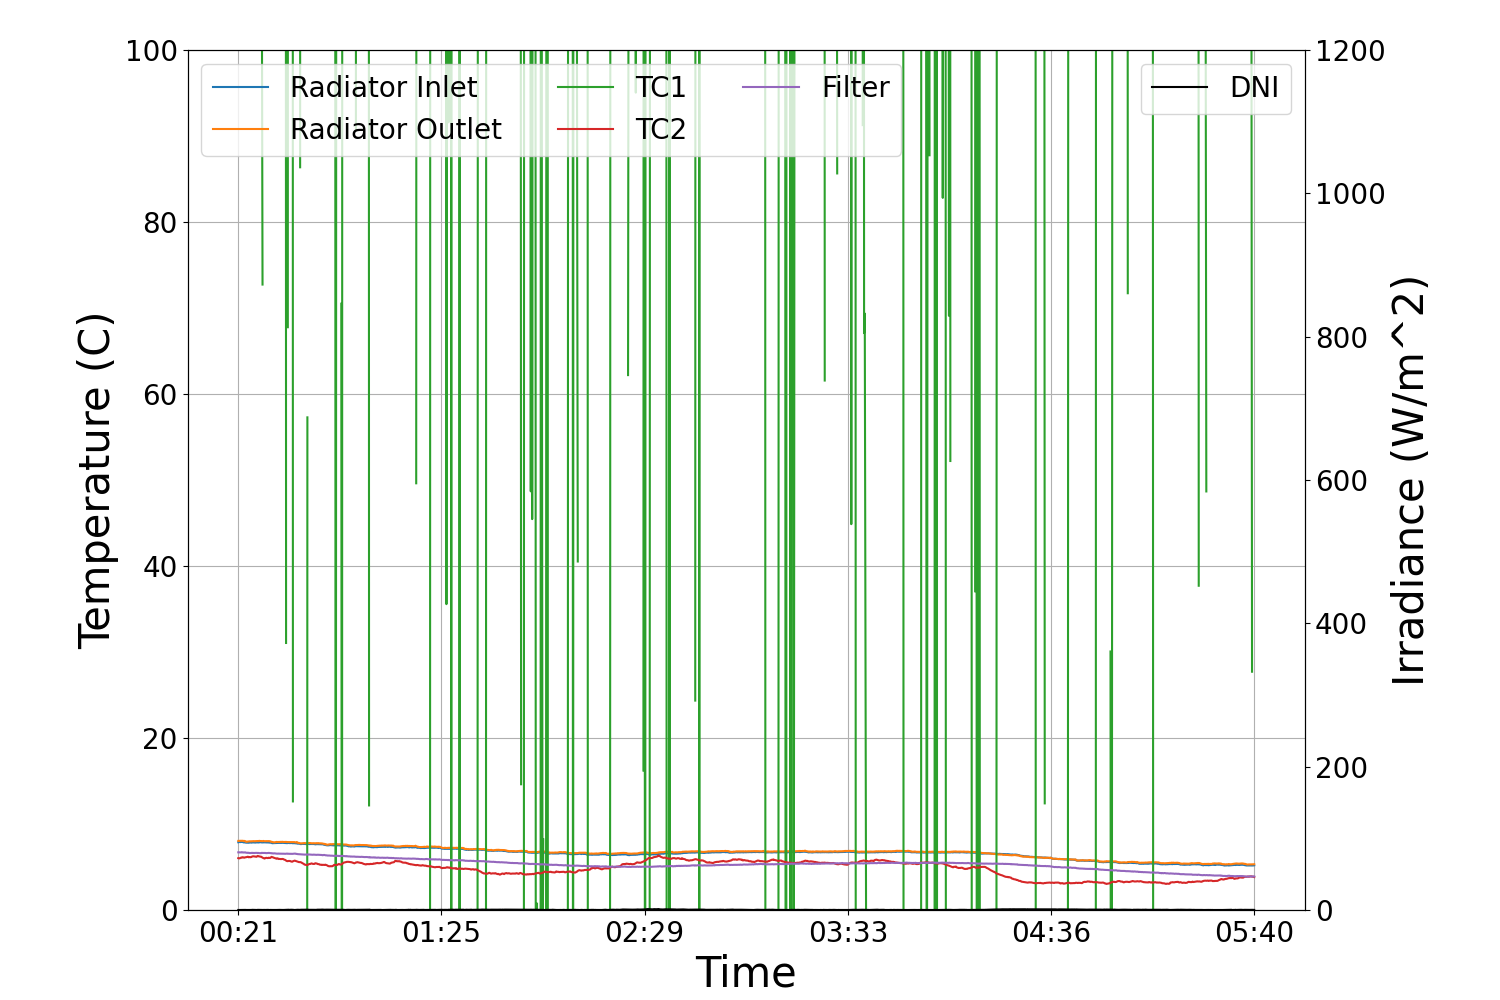 100
80
60
40
20
0
Temperature (C)
Radiator Inlet
Radiator Outlet
TC1
TC2
Filter
DNI
1200
1000
800
600
400
200
0
Irradiance (W/m^2)
00:21 01:25 02:29 03:33 04:36 05:40
Time